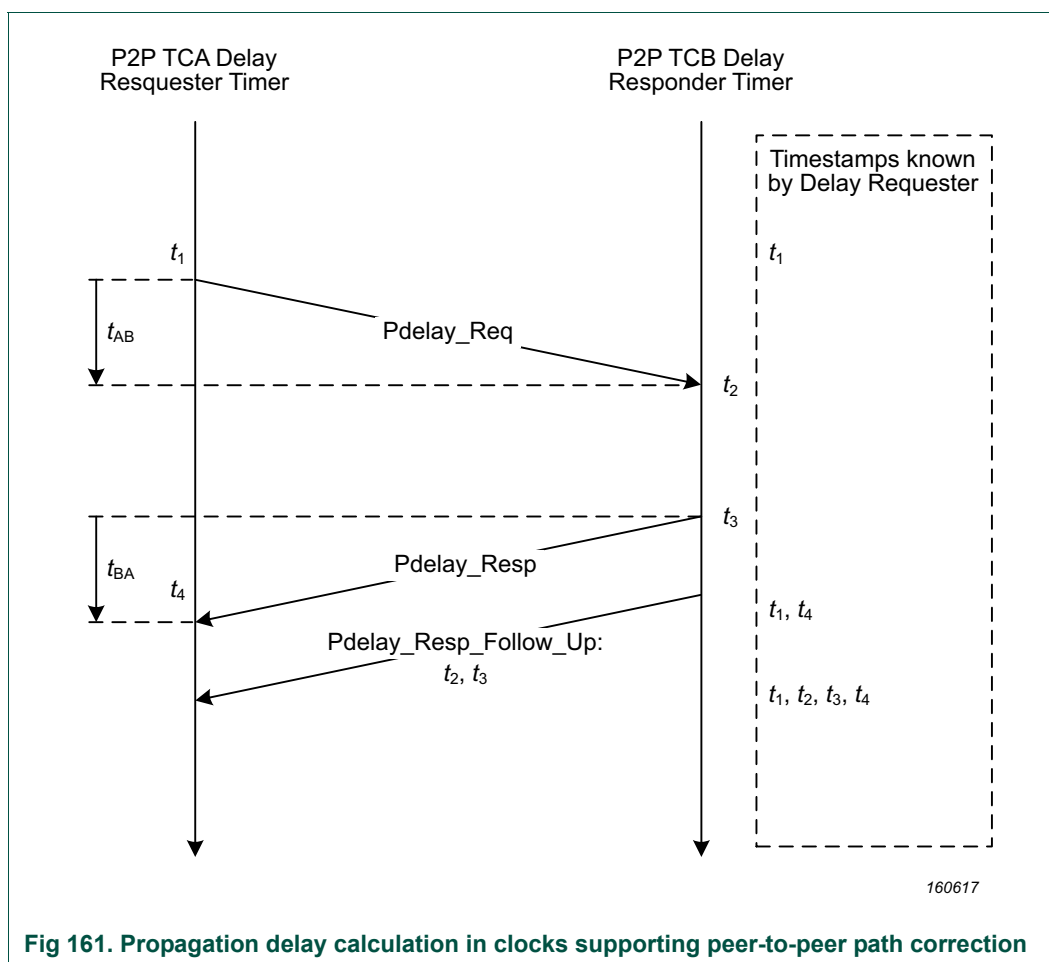 P2P TCA Delay
Resquester Timer
P2P TCB Delay
Responder Timer
Timestamps known
by Delay Requester
t1
t1
tAB
Pdelay_Req
t2
t3
tBA
Pdelay_Resp
t4
t1, t4
Pdelay_Resp_Follow_Up:
t2, t3
t1, t2, t3, t4
160617
Fig 161. Propagation delay calculation in clocks supporting peer-to-peer path correction